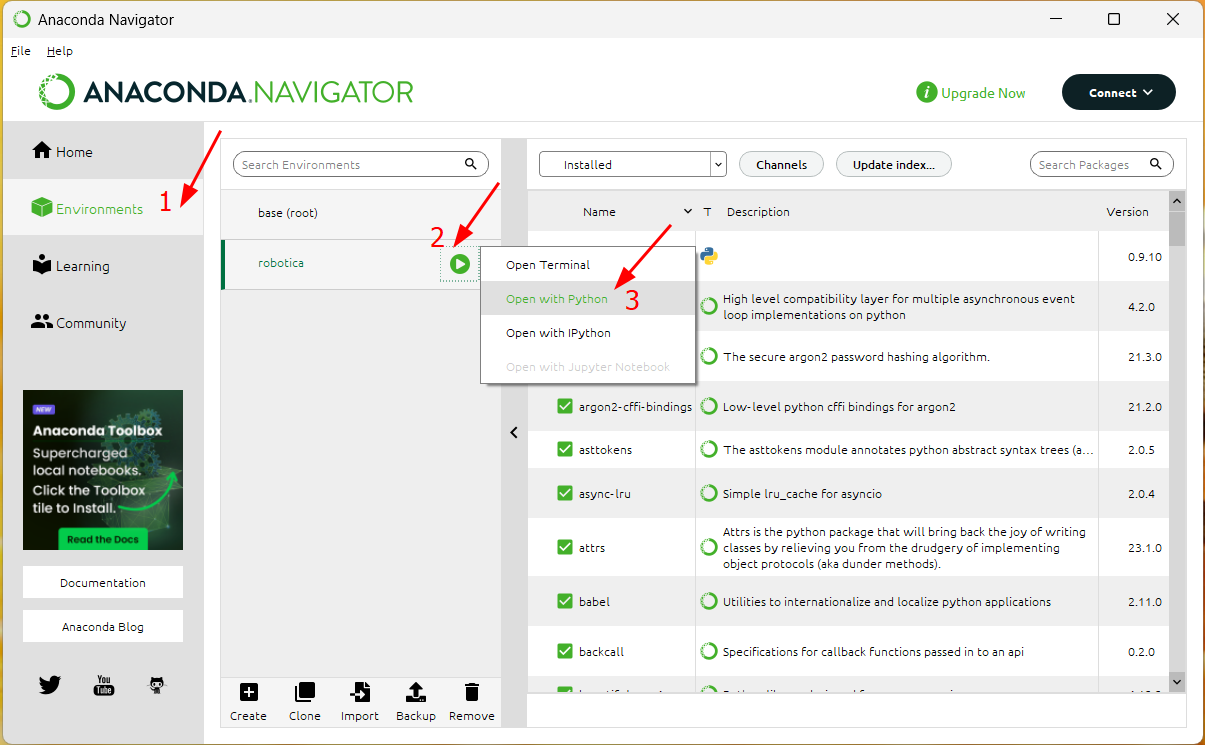 Anaconda Navigator
File Help
ANACONDA.NAVIGATOR
i Upgrade Now
Connect
Home
1
Environments
Learning
Community
NEW
Anaconda Toolbox
Supercharged
local notebooks.
Click the Toolbox
tile to Install.
Read the Docs
Documentation
Anaconda Blog
You
Tube
Search Environments
base (root)
2
robotica
Open Terminal
Open with Python
3
Open with IPython
Open with Jupyter Notebook
Create Clone Import Backup Remove
Installed
Channels
Update index...
Search Packages
Name T Description Version
0.9.10
High level compatibility layer for multiple asynchronous event
loop implementations on python
4.2.0
The secure argon2 password hashing algorithm. 21.3.0
argon2-cffi-bindings Low-level python cffi bindings for argon2 21.2.0
asttokens The asttokens module annotates python abstract syntax trees (a... 2.0.5
async-lru Simple lru_cache for asyncio 2.0.4
attrs
Attrs is the python package that will bring back the joy of writing
classes by relieving you from the drudgery of implementing
object protocols (aka dunder methods).
23.1.0
babel Utilities to internationalize and localize python applications 2.11.0
backcall Specifications for callback functions passed in to an api 0.2.0